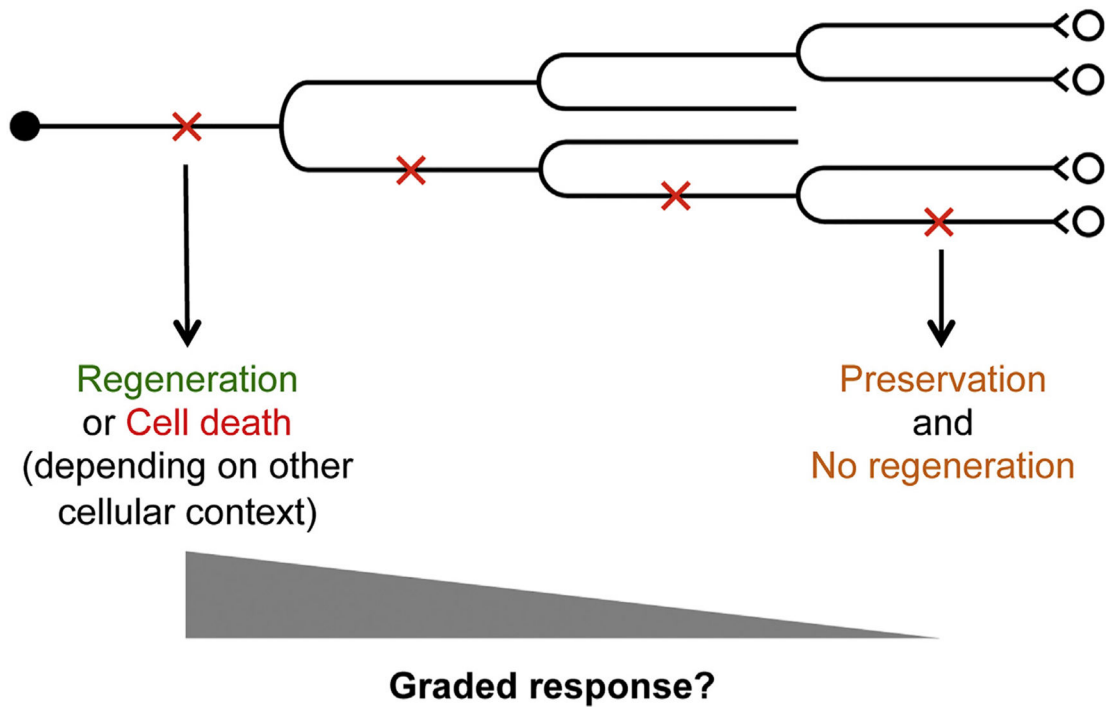 Regeneration
or Cell death
(depending on other
cellular context)
Preservation
and
No regeneration
Graded response?